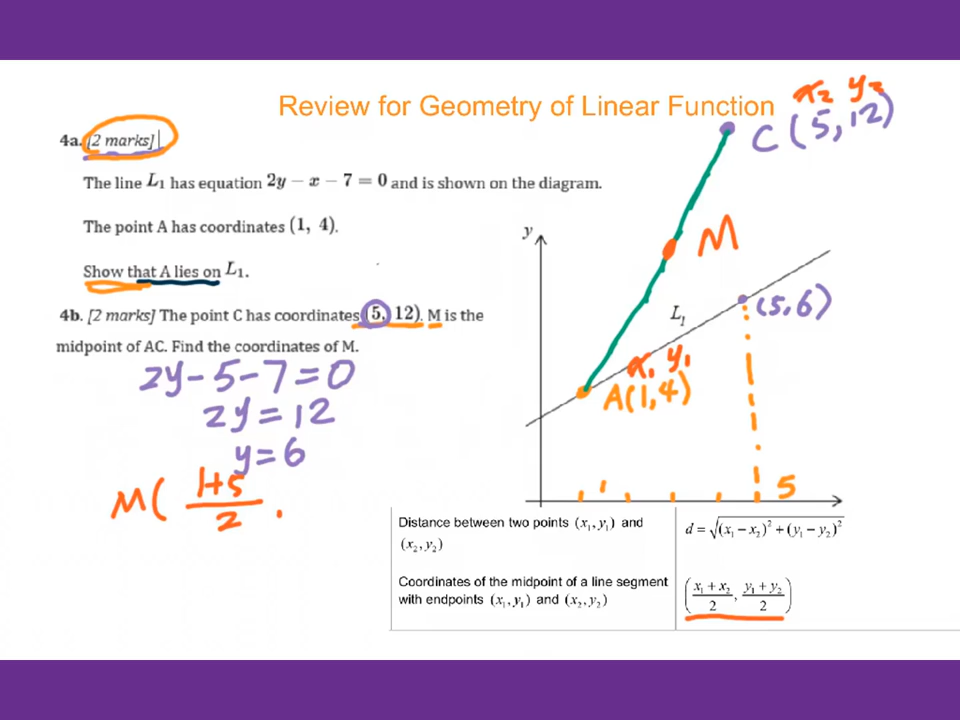 Review for Geometry of Linear Function
x₂ y₂
C (5, 12)
4a. [2 marks]
The line L₁ has equation 2y − x − 7 = 0 and is shown on the diagram.
The point A has coordinates (1, 4).
Show that A lies on L₁.
4b. [2 marks] The point C has coordinates (5, 12). M is the
midpoint of AC. Find the coordinates of M.
2y − 5 − 7 = 0
2y = 12
y = 6
M( 1+5/2 .
y
M
L₁
(5,6)
x₁ y₁
A(1,4)
1
5
Distance between two points (x₁, y₁) and
(x₂, y₂)
d = √((x₁ − x₂)² + (y₁ − y₂)²)
Coordinates of the midpoint of a line segment
with endpoints (x₁, y₁) and (x₂, y₂)
((x₁ + x₂)/2, (y₁ + y₂)/2)